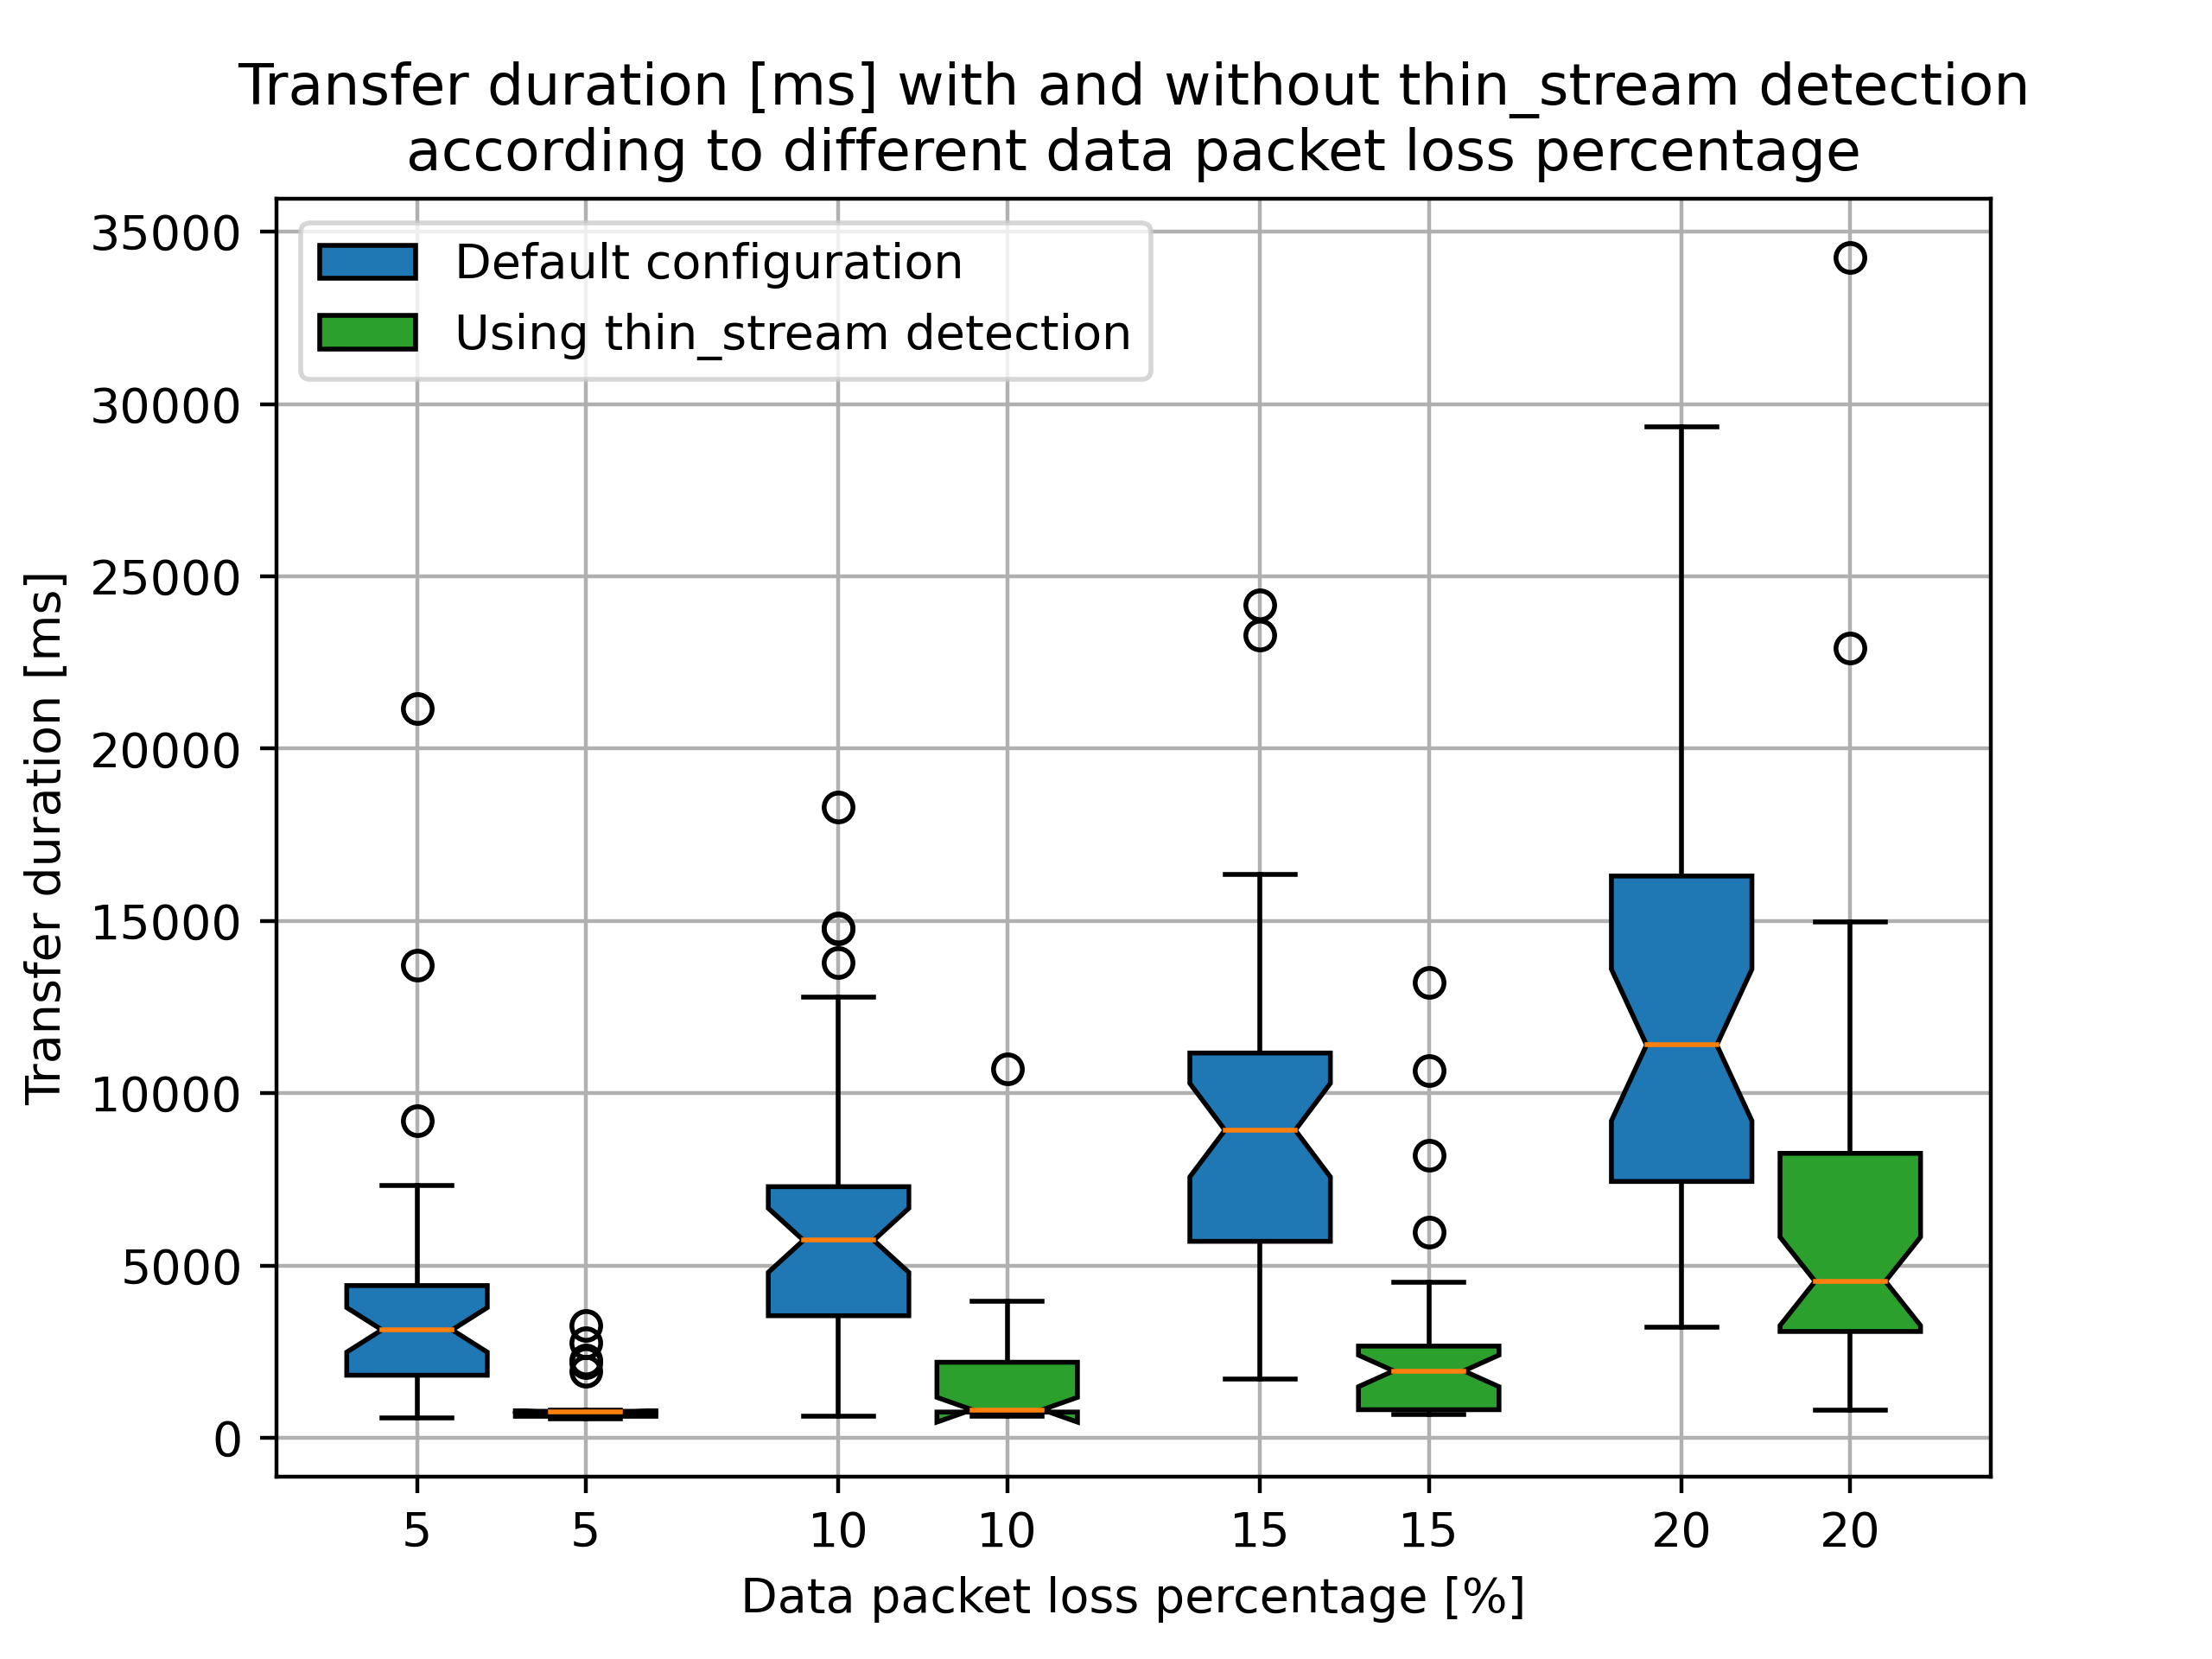 Transfer duration [ms] with and without thin_stream detection
according to different data packet loss percentage
Default configuration
Using thin_stream detection
Transfer duration [ms]
35000
30000
25000
20000
15000
10000
5000
0
5 5 10 10 15 15 20 20
Data packet loss percentage [%]